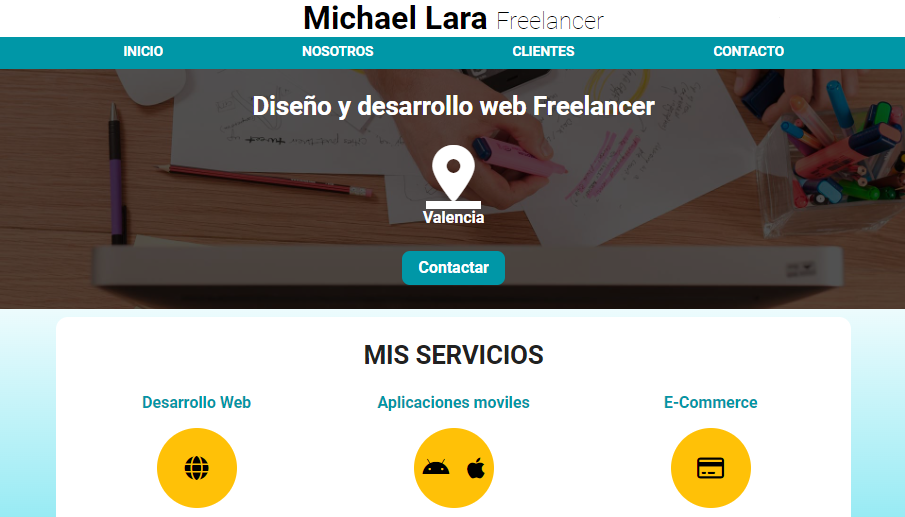 Michael Lara Freelancer
INICIO NOSOTROS CLIENTES CONTACTO
Diseño y desarrollo web Freelancer
Valencia
Contactar
MIS SERVICIOS
Desarrollo Web Aplicaciones moviles E-Commerce